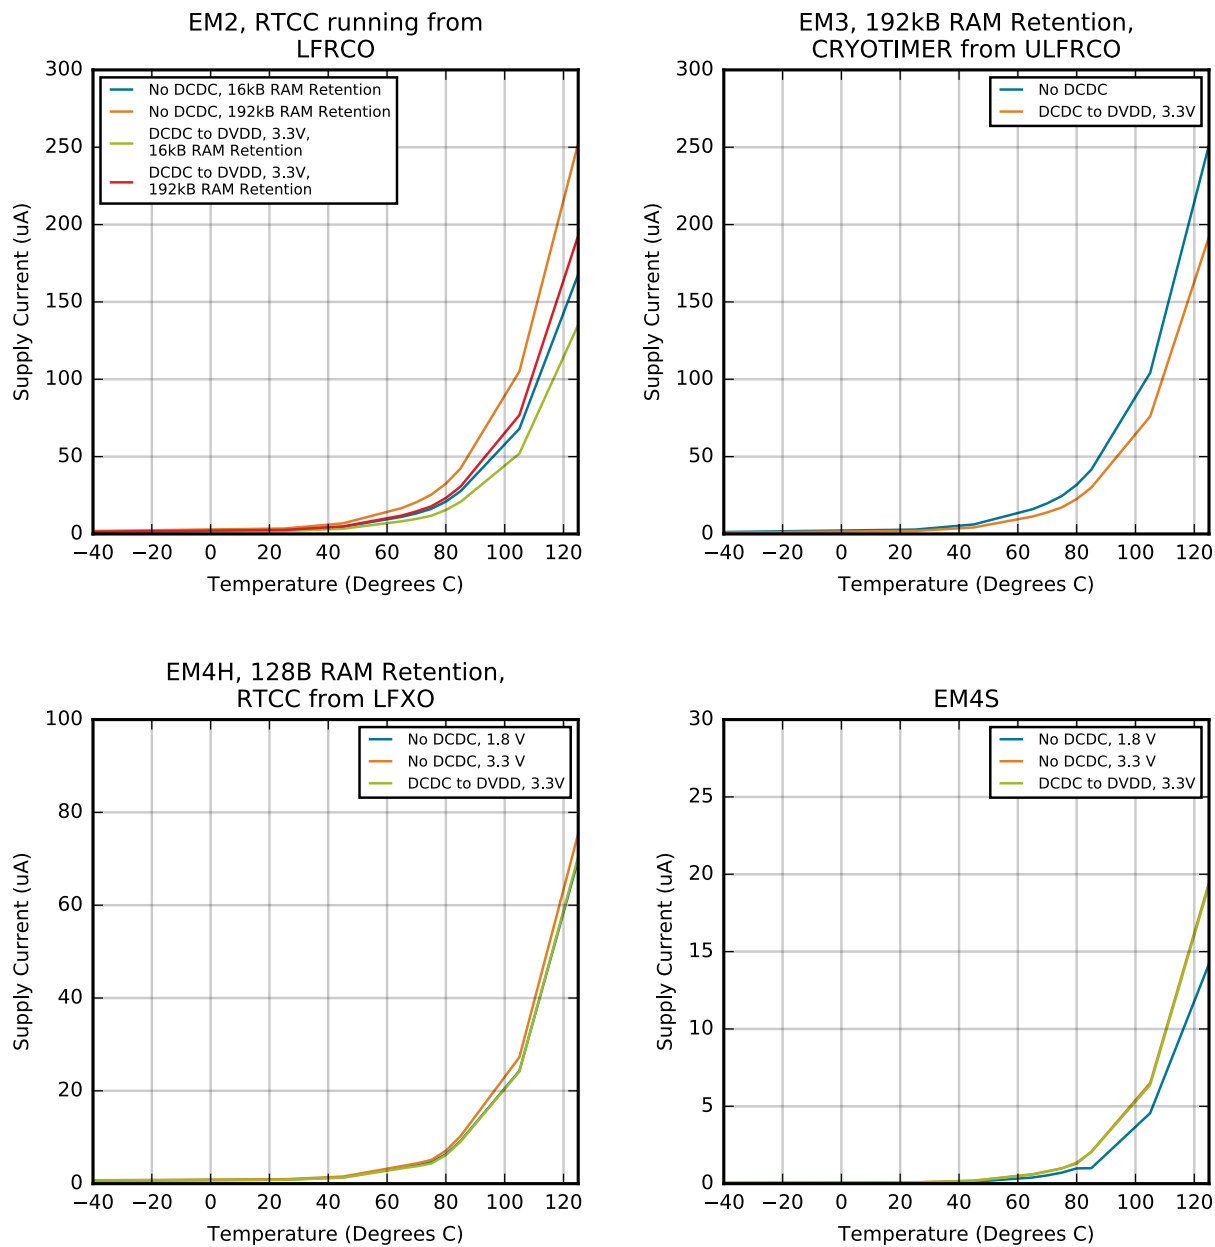 EM2, RTCC running from
LFRCO
300
250
200
150
100
50
0
Supply Current (uA)
No DCDC, 16kB RAM Retention
No DCDC, 192kB RAM Retention
DCDC to DVDD, 3.3V,
16kB RAM Retention
DCDC to DVDD, 3.3V,
192kB RAM Retention
−40 −20 0 20 40 60 80 100 120
Temperature (Degrees C)
EM3, 192kB RAM Retention,
CRYOTIMER from ULFRCO
300
250
200
150
100
50
0
Supply Current (uA)
No DCDC
DCDC to DVDD, 3.3V
−40 −20 0 20 40 60 80 100 120
Temperature (Degrees C)
EM4H, 128B RAM Retention,
RTCC from LFXO
100
80
60
40
20
0
Supply Current (uA)
No DCDC, 1.8 V
No DCDC, 3.3 V
DCDC to DVDD, 3.3V
−40 −20 0 20 40 60 80 100 120
Temperature (Degrees C)
EM4S
30
25
20
15
10
5
0
Supply Current (uA)
No DCDC, 1.8 V
No DCDC, 3.3 V
DCDC to DVDD, 3.3V
−40 −20 0 20 40 60 80 100 120
Temperature (Degrees C)